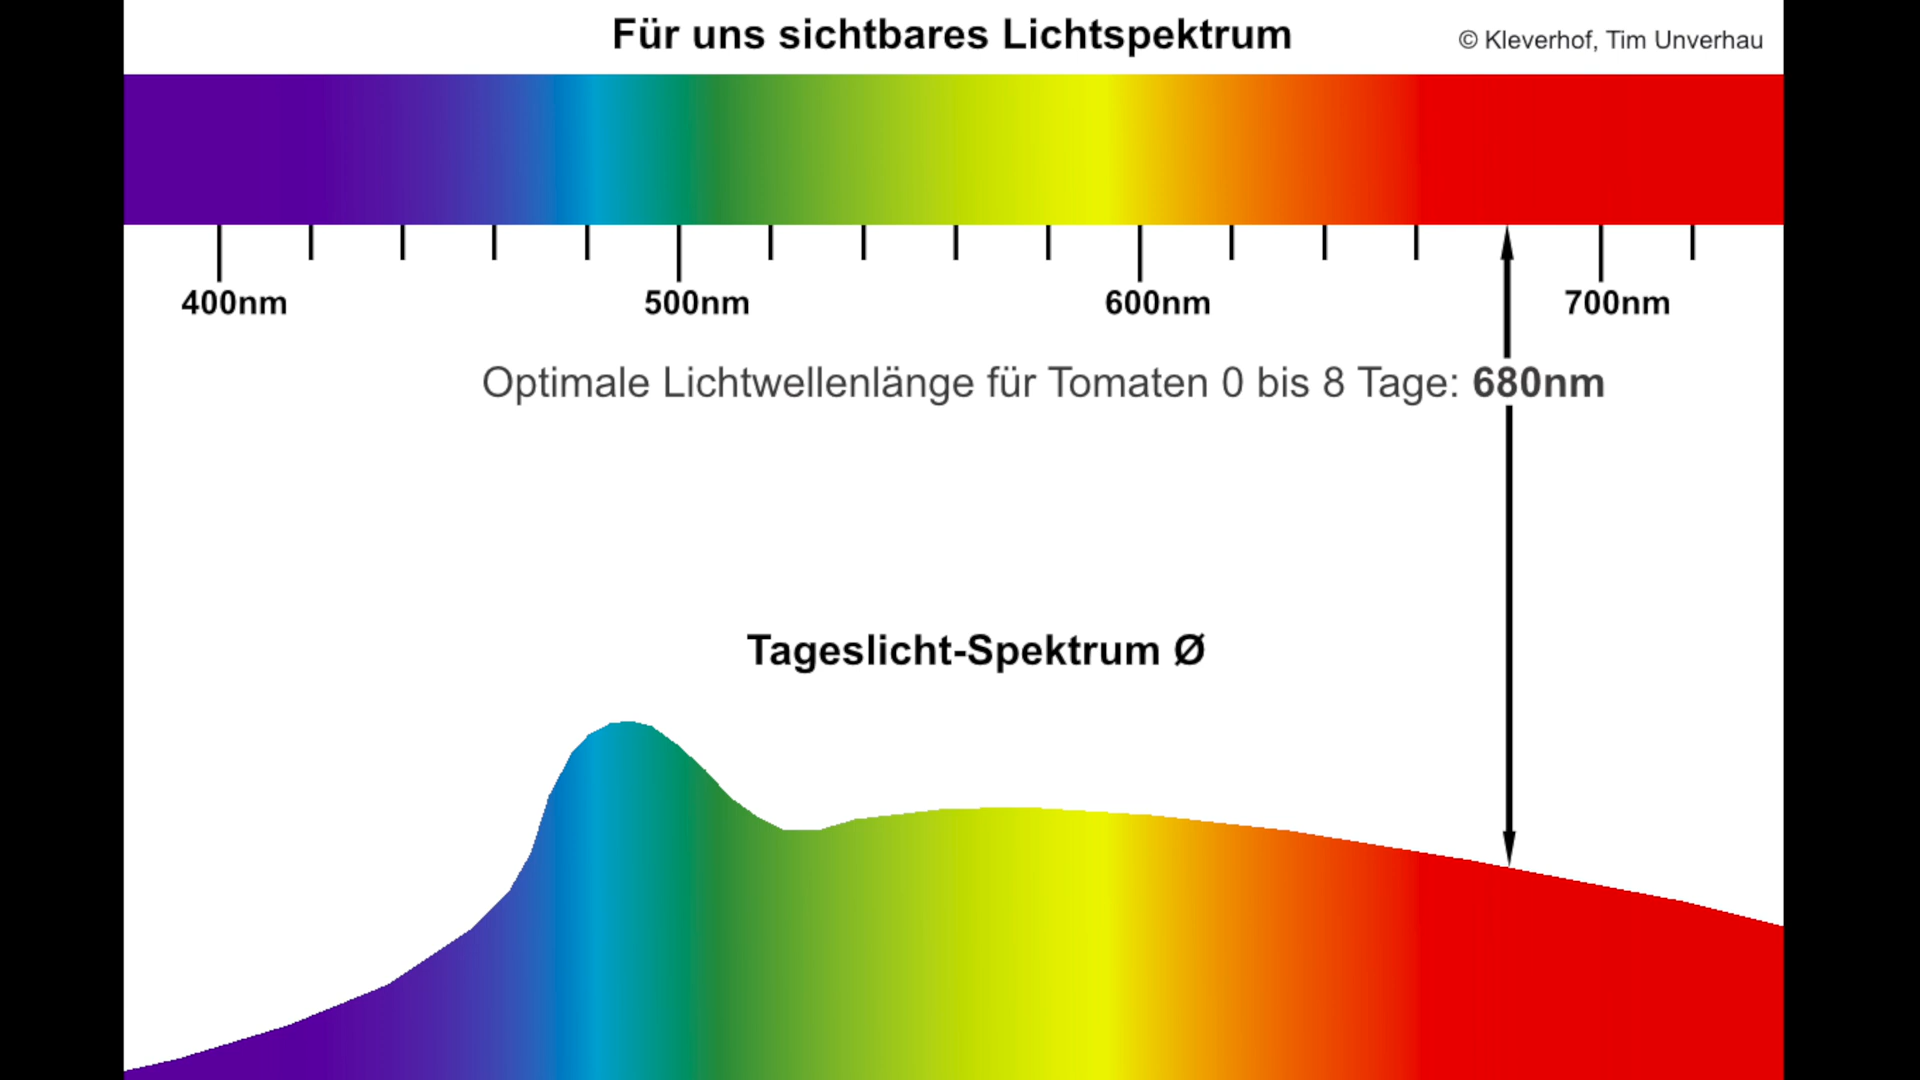 Für uns sichtbares Lichtspektrum
© Kleverhof, Tim Unverhau
400nm 500nm 600nm 700nm
Optimale Lichtwellenlänge für Tomaten 0 bis 8 Tage: 680nm
Tageslicht-Spektrum Ø